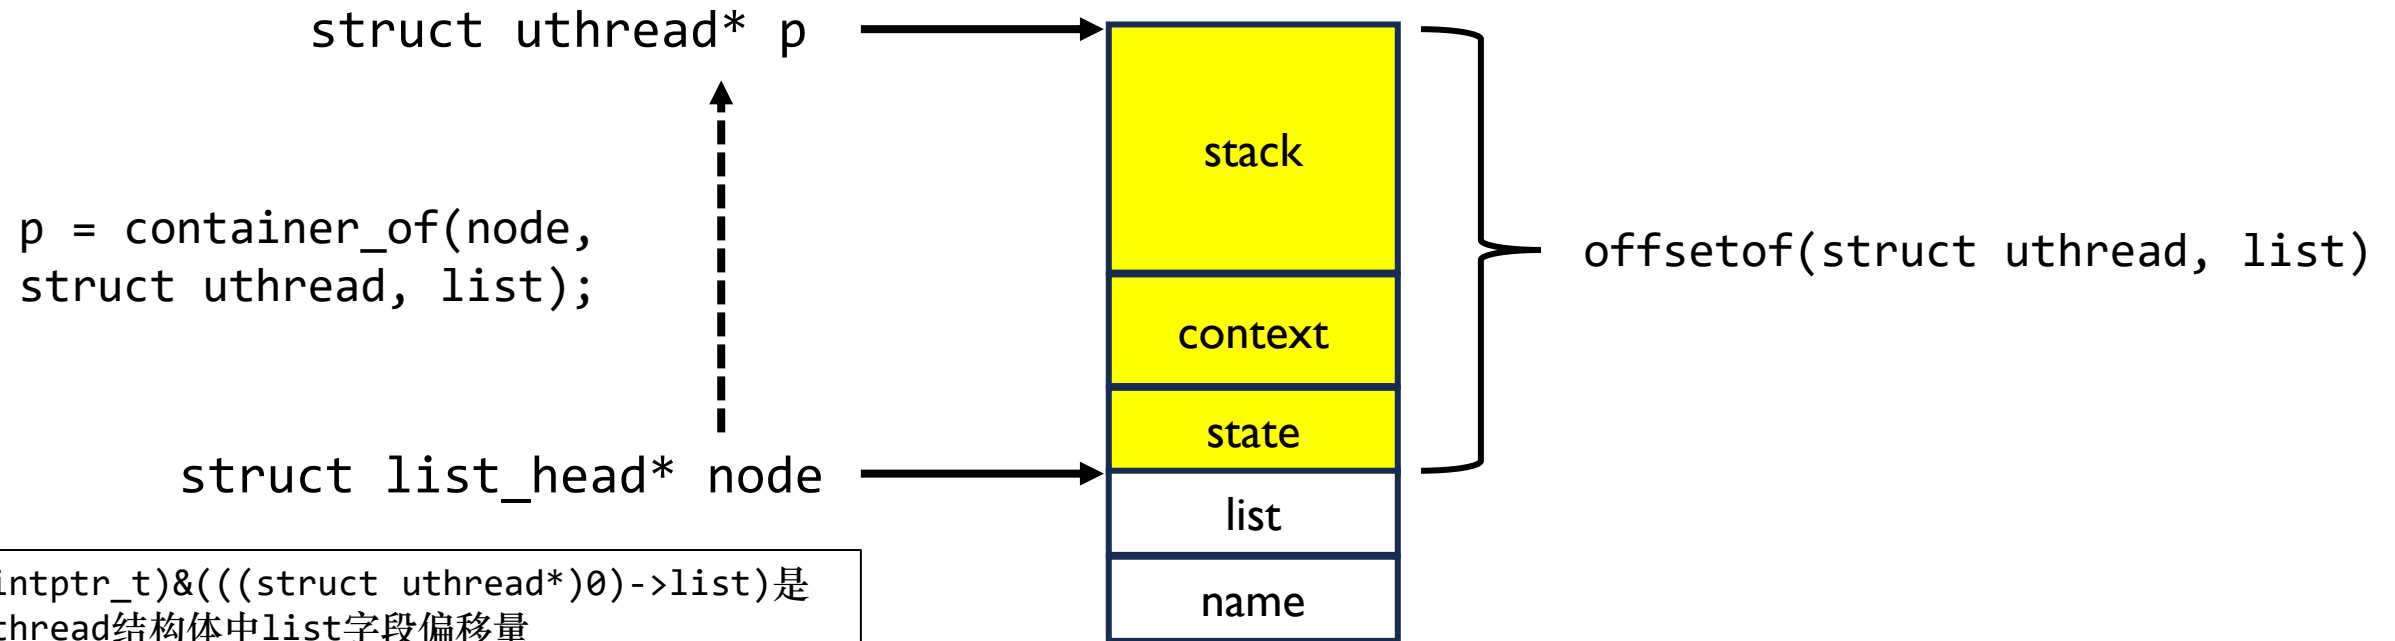 struct uthread* p
stack
p = container_of(node,
struct uthread, list);
offsetof(struct uthread, list)
context
state
struct list_head* node
list
intptr_t)&(((struct uthread*)0)->list)是
thread结构体中list字段偏移量
name